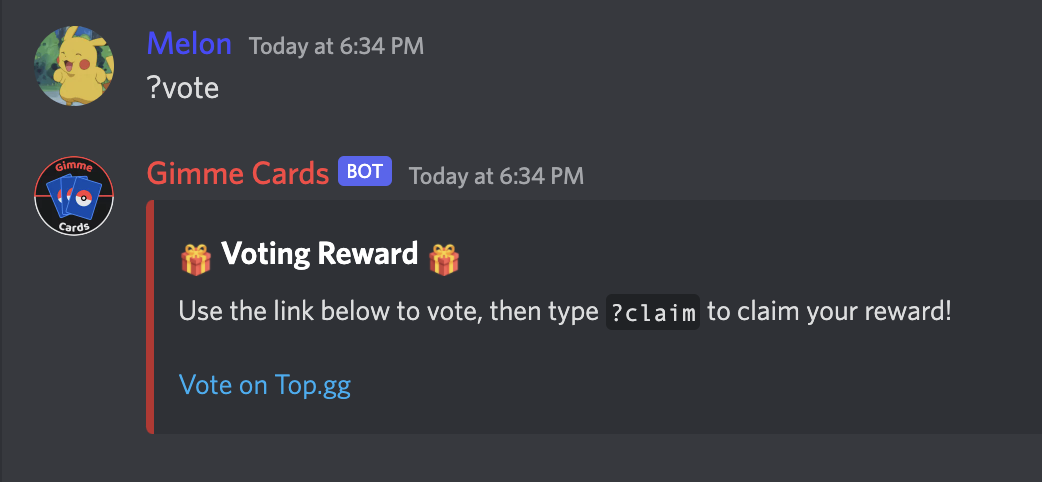 Melon Today at 6:34 PM
?vote
Gimme
Cards
Gimme Cards BOT Today at 6:34 PM
🎁 Voting Reward 🎁
Use the link below to vote, then type ?claim to claim your reward!
Vote on Top.gg